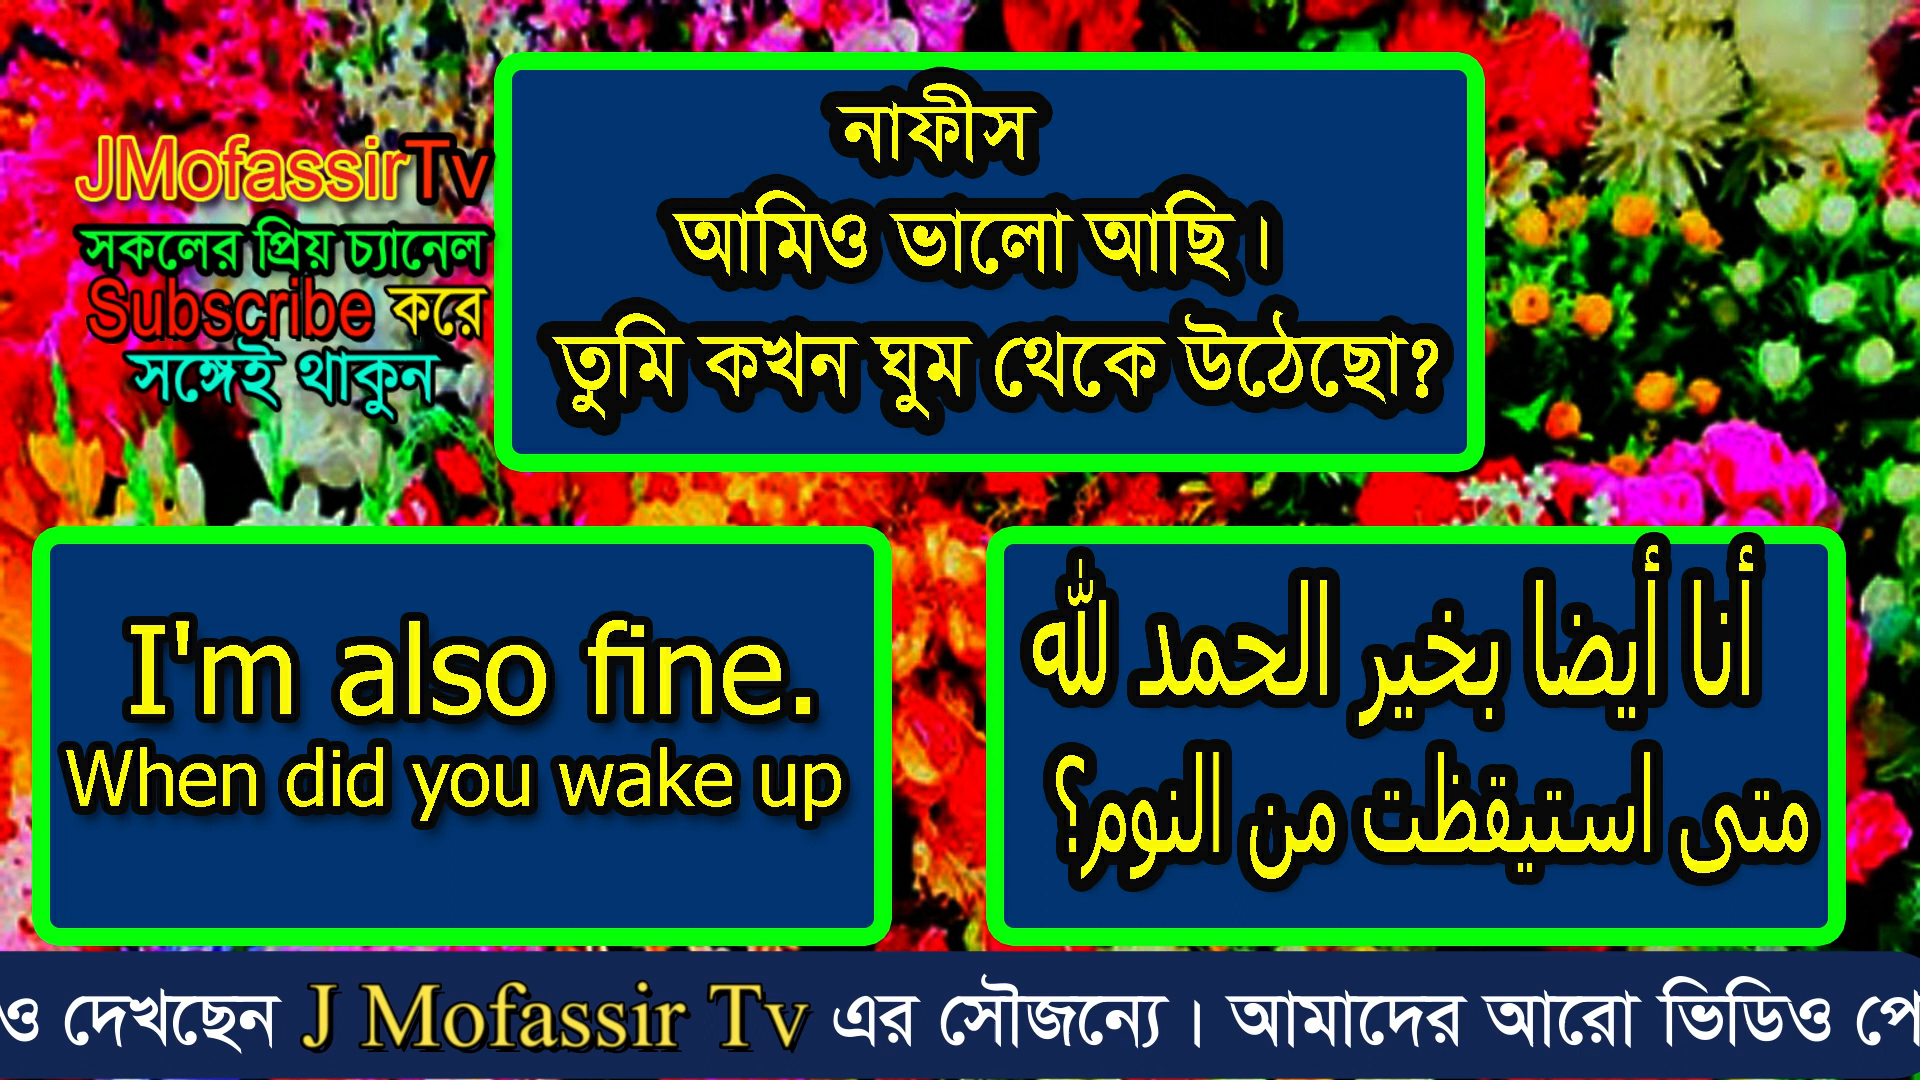 JMofassirTv
সকলের প্রিয় চ্যানেল
Subscribe করে
সঙ্গেই থাকুন
নাফীস
আমিও ভালো আছি।
তুমি কখন ঘুম থেকে উঠেছো?
I'm also fine.
When did you wake up
أنا أيضا بخير الحمد لله
متى استيقظت من النوم؟
ও দেখছেন J Mofassir Tv এর সৌজন্যে। আমাদের আরো ভিডিও পে